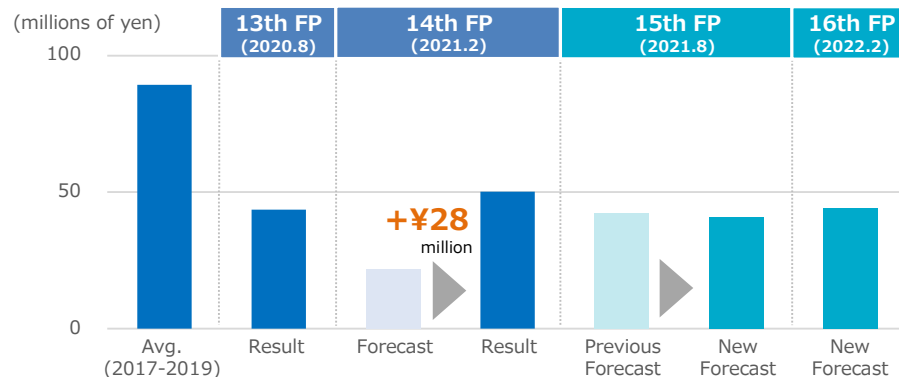 (millions of yen)
13th FP
(2020.8)
14th FP
(2021.2)
15th FP
(2021.8)
16th FP
(2022.2)
100
50
0
+¥28
million
Avg.
(2017-2019)
Result
Forecast
Result
Previous
Forecast
New
Forecast
New
Forecast